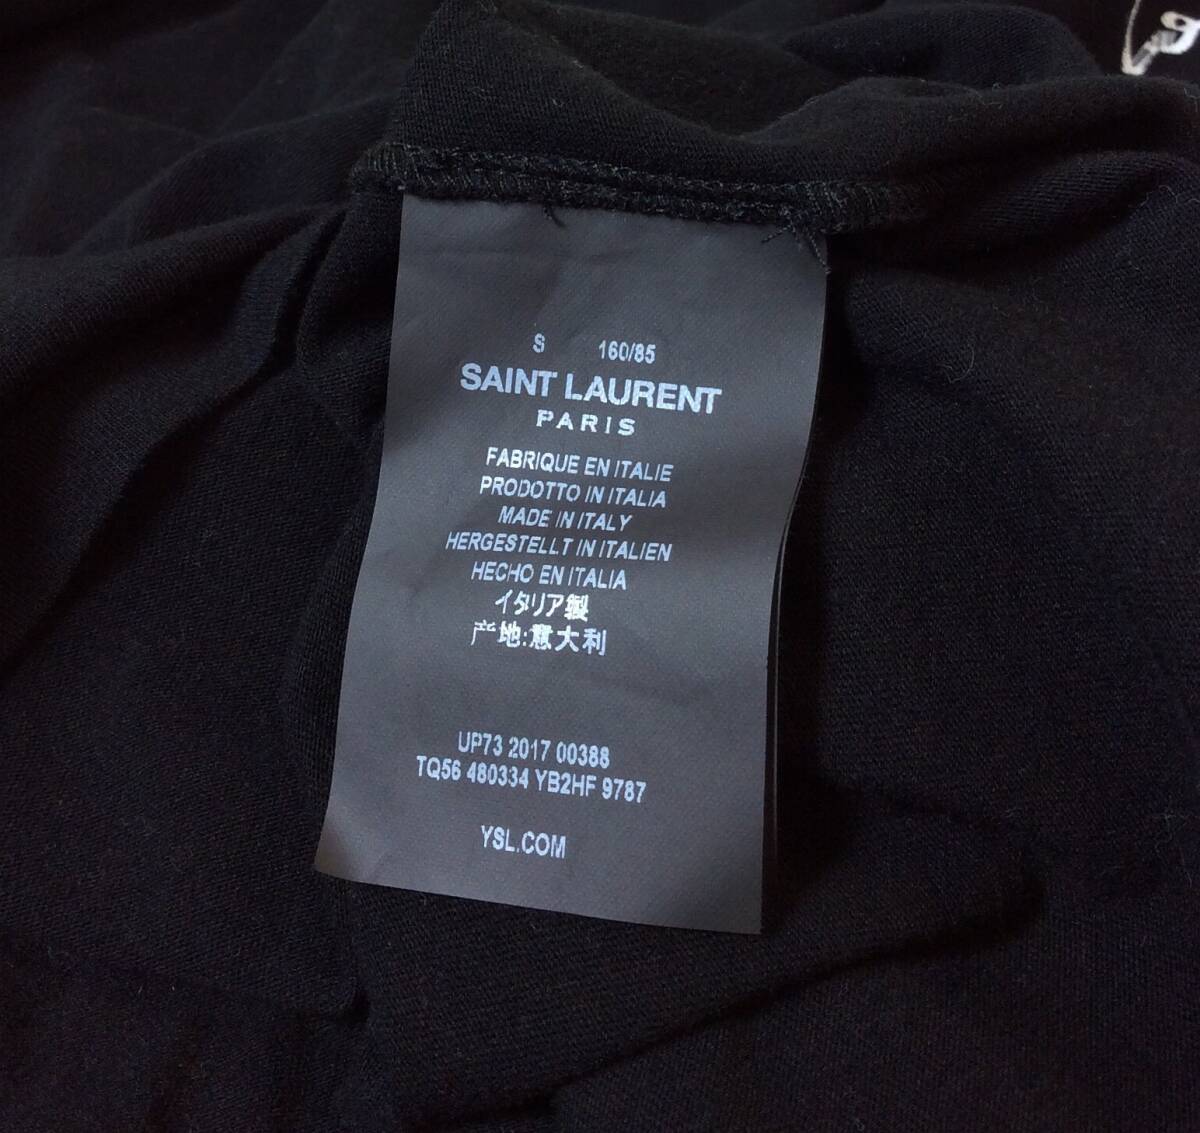 S 160/85
SAINT LAURENT
PARIS
FABRIQUE EN ITALIE
PRODOTTO IN ITALIA
MADE IN ITALY
HERGESTELLT IN ITALIEN
HECHO EN ITALIA
イタリア製
产地:意大利
UP73 2017 00388
TQ56 480334 YB2HF 9787
YSL.COM